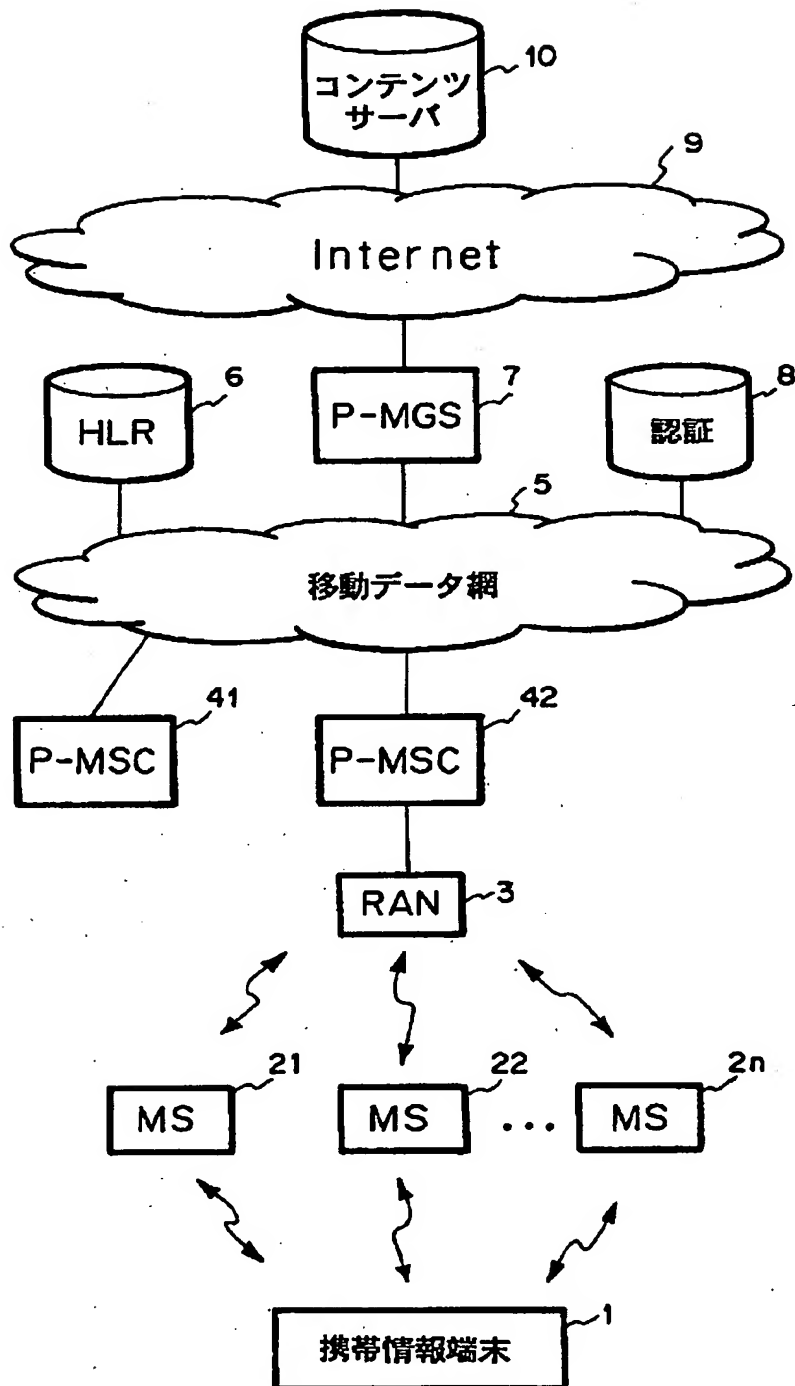 コンテンツ
サーバ
10
9
Internet
6
HLR
7
P-MGS
8
認証
5
移動データ網
41
P-MSC
42
P-MSC
RAN
3
21
MS
22
MS
...
2n
MS
1
携帯情報端末